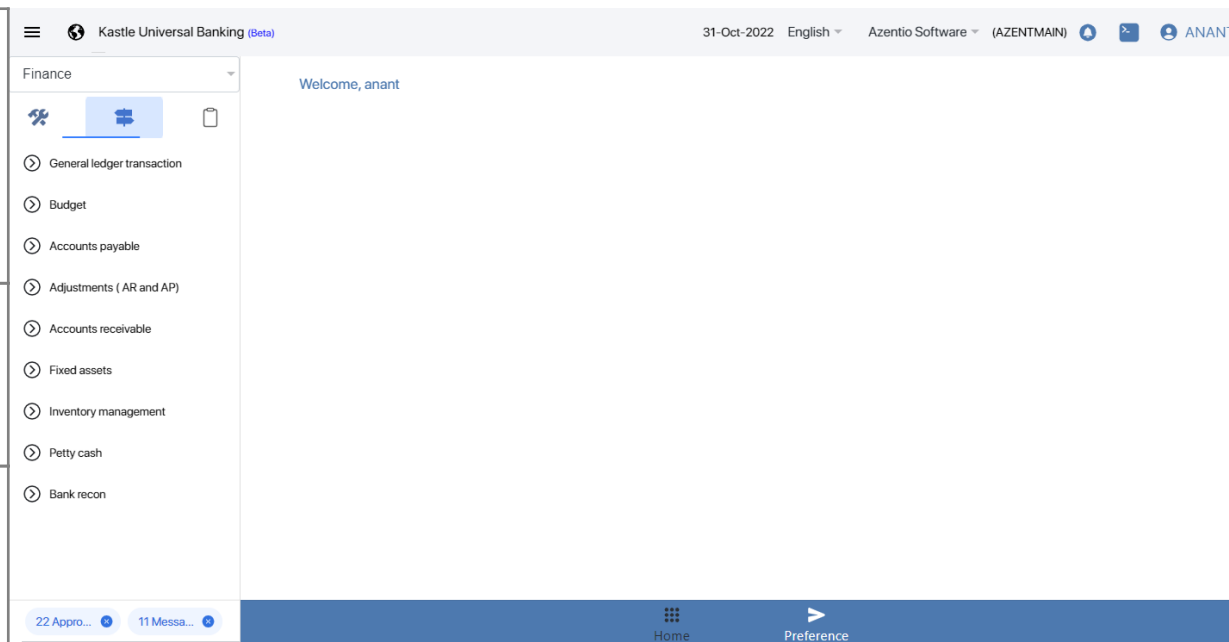 Kastle Universal Banking (Beta) 31-Oct-2022 English Azentio Software (AZENTMAIN) ANANT
Finance
Welcome, anant
General ledger transaction
Budget
Accounts payable
Adjustments ( AR and AP)
Accounts receivable
Fixed assets
Inventory management
Petty cash
Bank recon
22 Appro... 11 Messa...
Home Preference